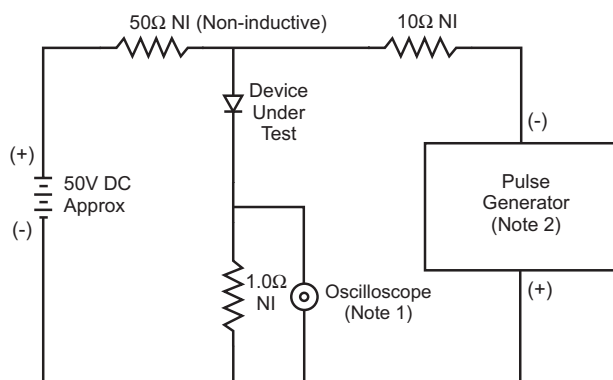 50Ω NI (Non-inductive)
10Ω NI
Device
Under
Test
(-)
(+)
50V DC
Approx
(-)
Pulse
Generator
(Note 2)
1.0Ω
NI
Oscilloscope
(Note 1)
(+)